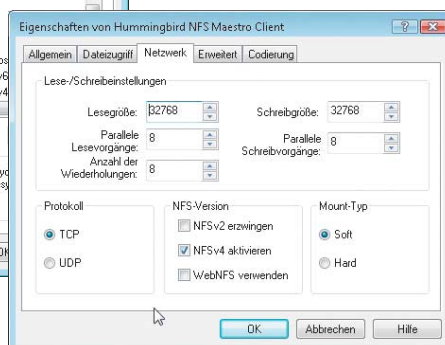 Eigenschaften von Hummingbird NFS Maestro Client
Allgemein Dateizugriff Netzwerk Erweitert Codierung
Lese-/Schreibeinstellungen
Lesegröße: 32768 Schreibgröße: 32768
Parallele
Lesevorgänge: 8
Parallele
Schreibvorgänge: 8
Anzahl der
Wiederholungen: 8
Protokoll
TCP
UDP
NFS-Version
NFSv2 erzwingen
NFSv4 aktivieren
WebNFS verwenden
Mount-Typ
Soft
Hard
OK Abbrechen Hilfe